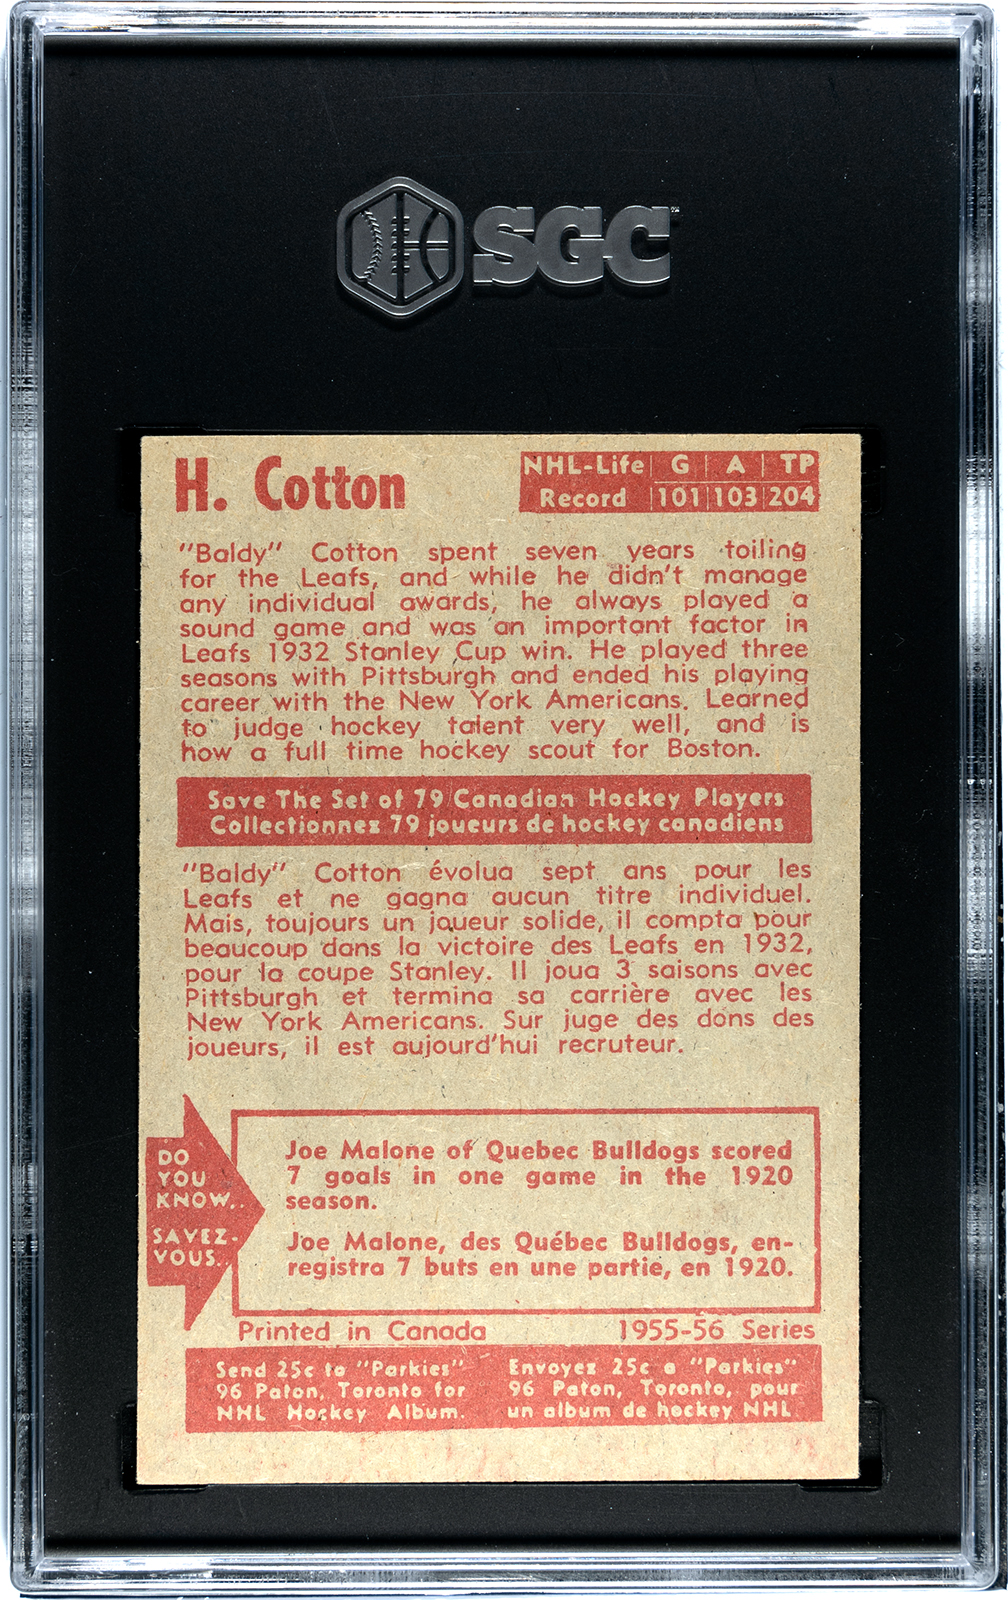 SGC
H. Cotton
NHL-Life G A TP
Record 101 103 204
"Baldy" Cotton spent seven years toiling
for the Leafs, and while he didn't manage
any individual awards, he always played a
sound game and was an important factor in
Leafs 1932 Stanley Cup win. He played three
seasons with Pittsburgh and ended his playing
career with the New York Americans. Learned
to judge hockey talent very well, and is
now a full time hockey scout for Boston.
Save The Set of 79 Canadian Hockey Players
Collectionnez 79 joueurs de hockey canadiens
"Baldy" Cotton évolua sept ans pour les
Leafs et ne gagna aucun titre individuel.
Mais, toujours un joueur solide, il compta pour
beaucoup dans la victoire des Leafs en 1932,
pour la coupe Stanley. Il joua 3 saisons avec
Pittsburgh et termina sa carrière avec les
New York Americans. Sur juge des dons des
joueurs, il est aujourd'hui recruteur.
DO
YOU
KNOW..
SAVEZ-
VOUS.
Joe Malone of Quebec Bulldogs scored
7 goals in one game in the 1920
season.
Joe Malone, des Québec Bulldogs, en-
registra 7 buts en une partie, en 1920.
Printed in Canada 1955-56 Series
Send 25c to "Parkies"
96 Paton, Toronto for
NHL Hockey Album.
Envoyez 25c a "Parkies"
96 Paton, Toronto, pour
un album de hockey NHL